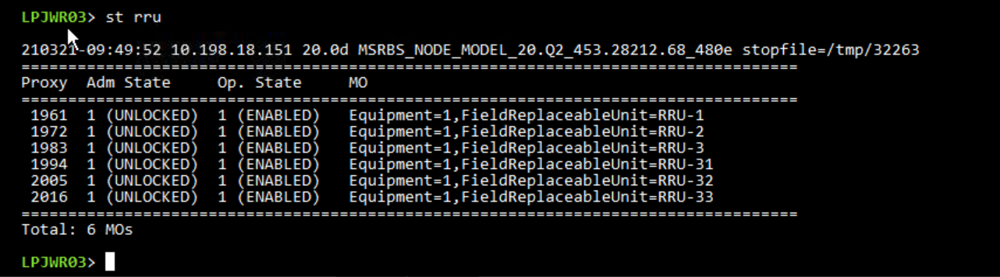 LPJWR03> st rru
210321-09:49:52 10.198.18.151 20.0d MSRBS_NODE_MODEL_20.Q2_453.28212.68_480e stopfile=/tmp/32263
===================================================================================
Proxy  Adm State     Op. State     MO
===================================================================================
 1961  1 (UNLOCKED)  1 (ENABLED)   Equipment=1,FieldReplaceableUnit=RRU-1
 1972  1 (UNLOCKED)  1 (ENABLED)   Equipment=1,FieldReplaceableUnit=RRU-2
 1983  1 (UNLOCKED)  1 (ENABLED)   Equipment=1,FieldReplaceableUnit=RRU-3
 1994  1 (UNLOCKED)  1 (ENABLED)   Equipment=1,FieldReplaceableUnit=RRU-31
 2005  1 (UNLOCKED)  1 (ENABLED)   Equipment=1,FieldReplaceableUnit=RRU-32
 2016  1 (UNLOCKED)  1 (ENABLED)   Equipment=1,FieldReplaceableUnit=RRU-33
===================================================================================
Total: 6 MOs
LPJWR03>